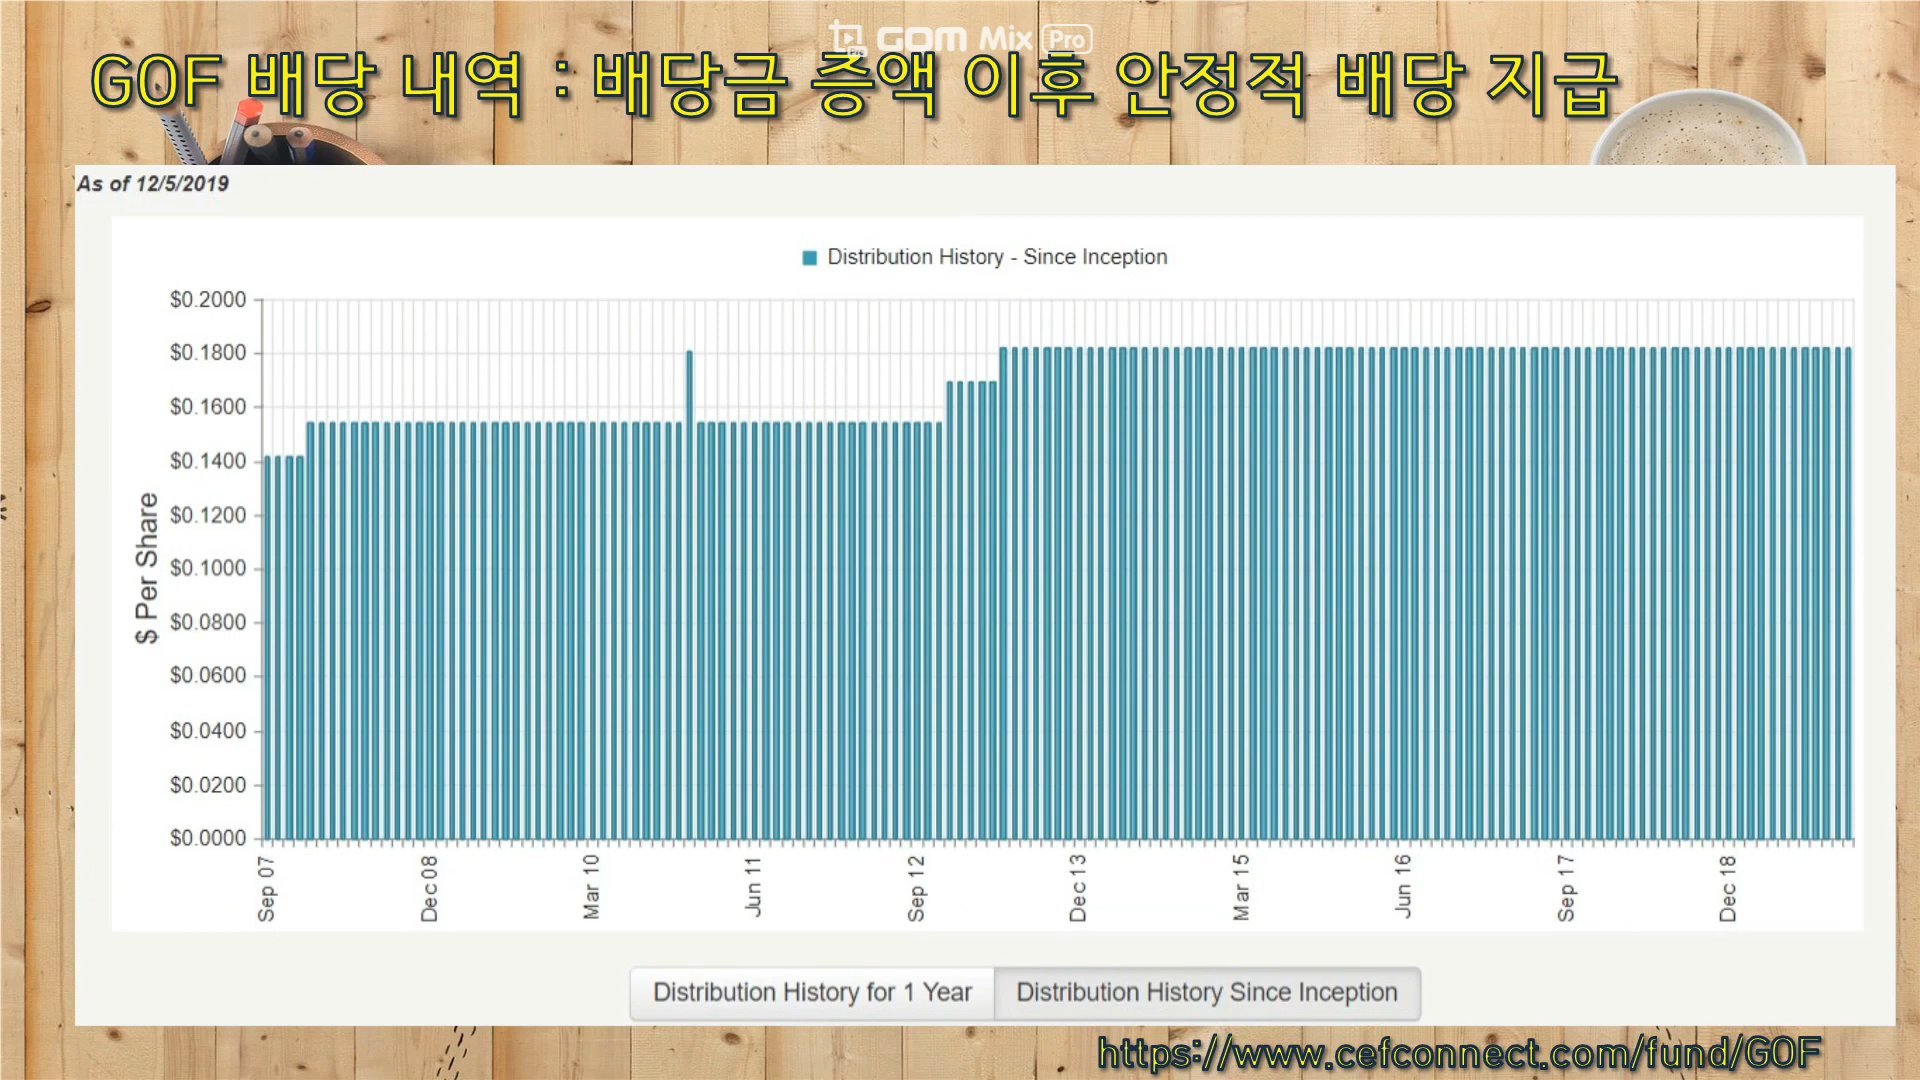 GOM Mix Pro
GOF 배당 내역 : 배당금 증액 이후 안정적 배당 지급
As of 12/5/2019
Distribution History - Since Inception
$ Per Share
$0.2000
$0.1800
$0.1600
$0.1400
$0.1200
$0.1000
$0.0800
$0.0600
$0.0400
$0.0200
$0.0000
Sep 07
Dec 08
Mar 10
Jun 11
Sep 12
Dec 13
Mar 15
Jun 16
Sep 17
Dec 18
Distribution History for 1 Year
Distribution History Since Inception
https://www.cefconnect.com/fund/GOF